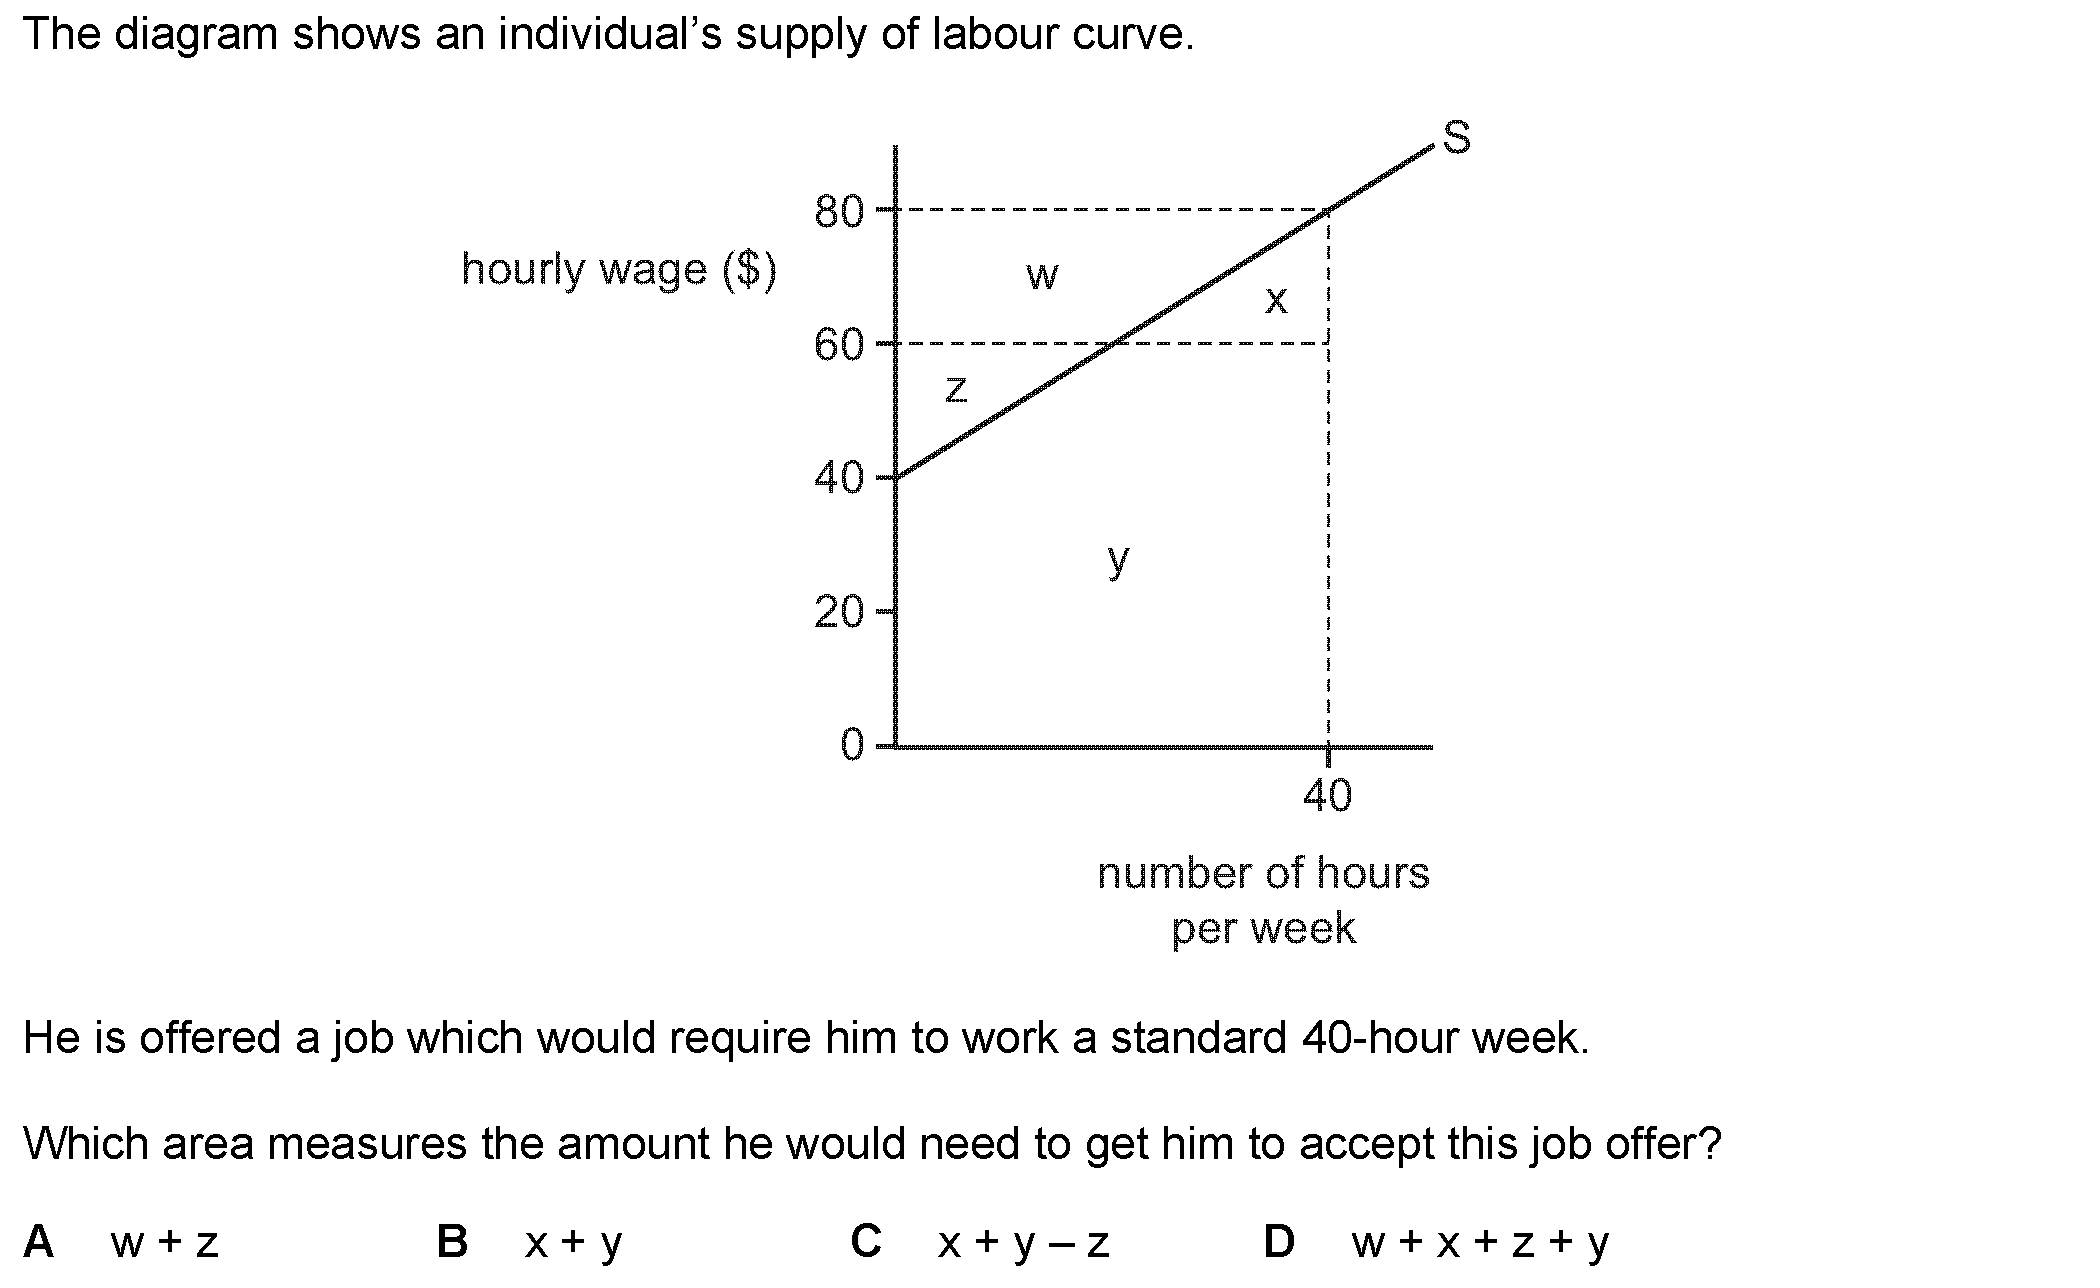 The diagram shows an individual’s supply of labour curve.
S
80
hourly wage ($)
w
x
60
z
40
y
20
0
40
number of hours
per week
He is offered a job which would require him to work a standard 40-hour week.
Which area measures the amount he would need to get him to accept this job offer?
A w + z B x + y C x + y – z D w + x + z + y